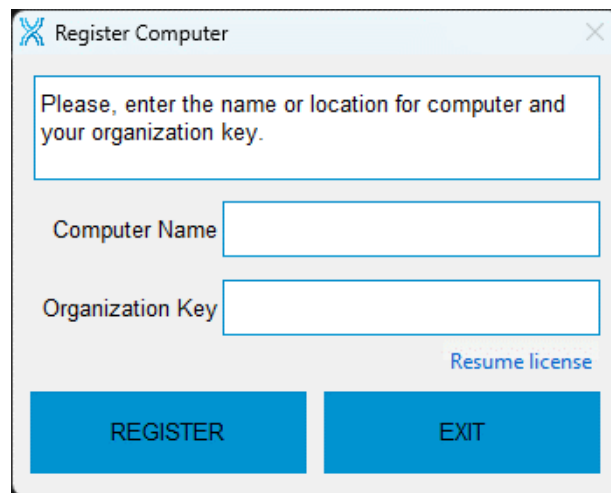 Register Computer
Please, enter the name or location for computer and
your organization key.
Computer Name
Organization Key
Resume license
REGISTER
EXIT